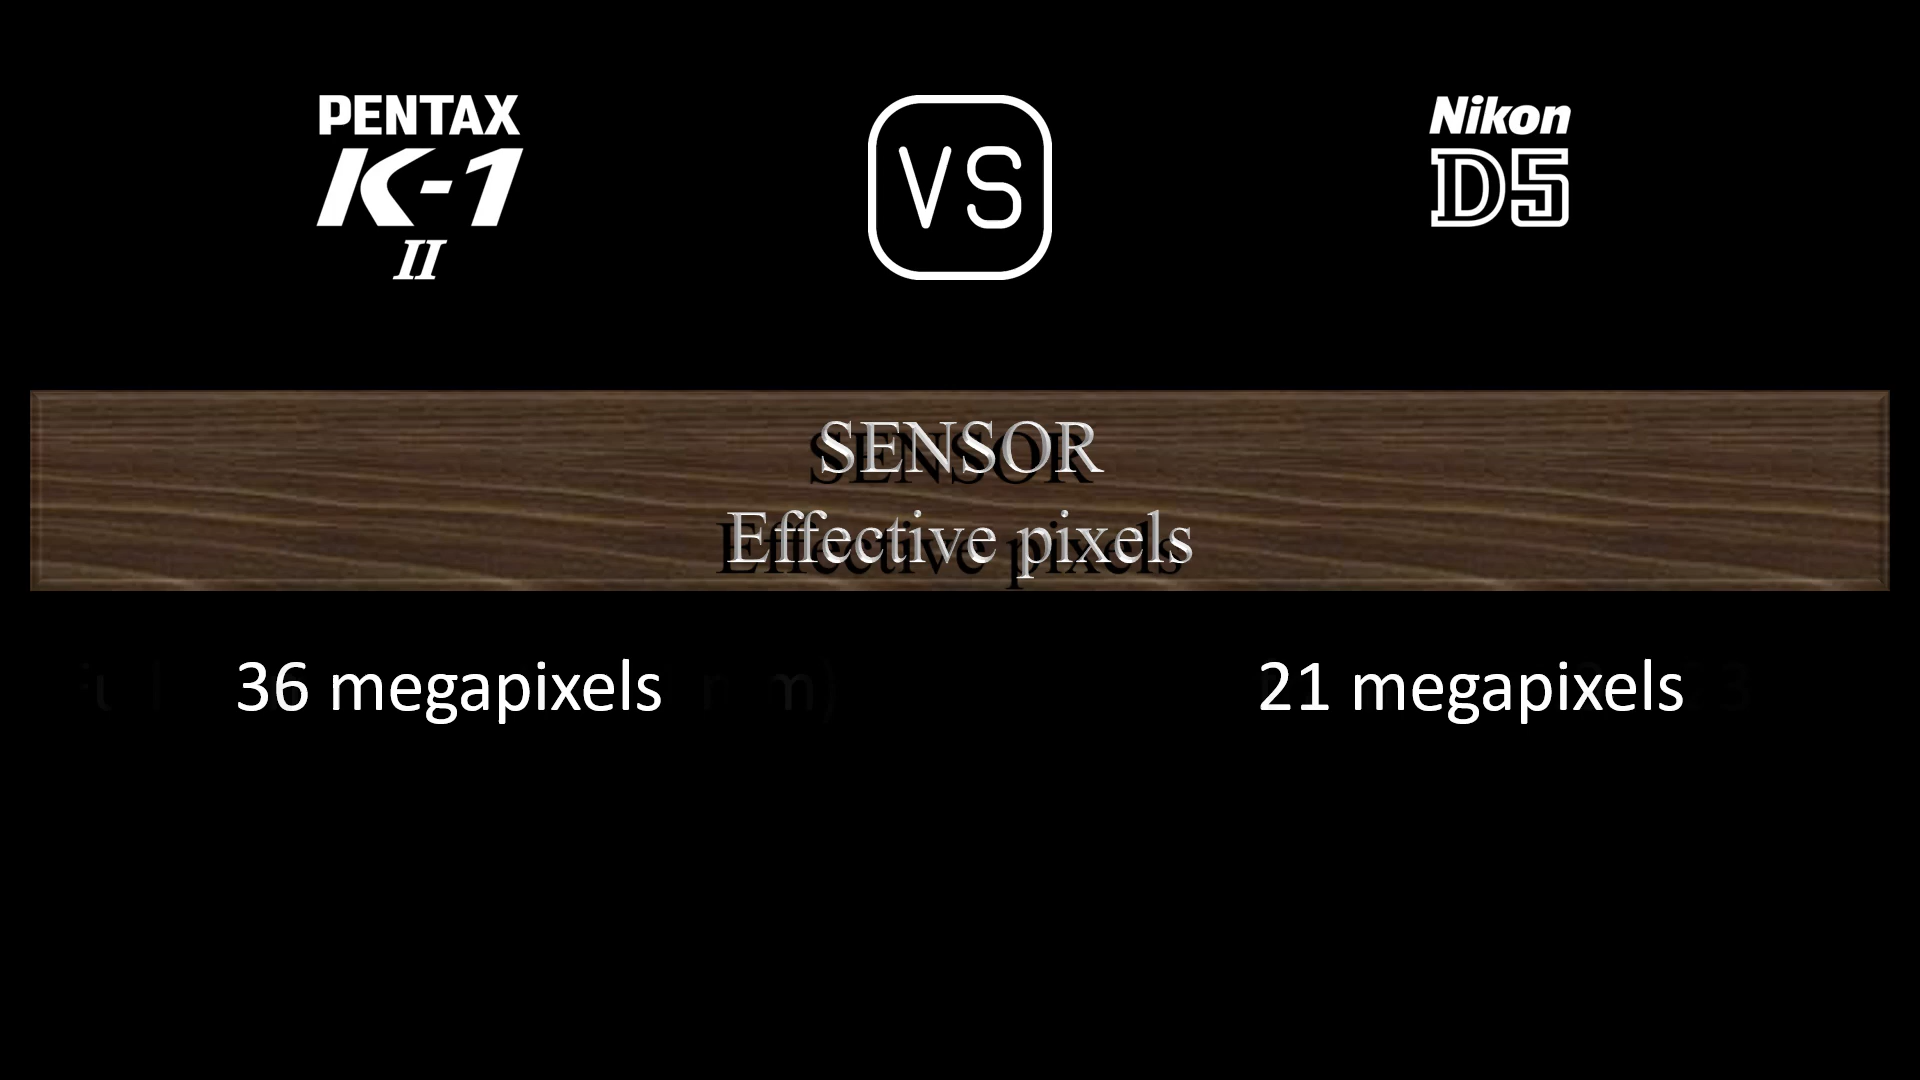 PENTAX
K-1
II
VS
Nikon
D5
SENSOR
Effective pixels
36 megapixels
21 megapixels